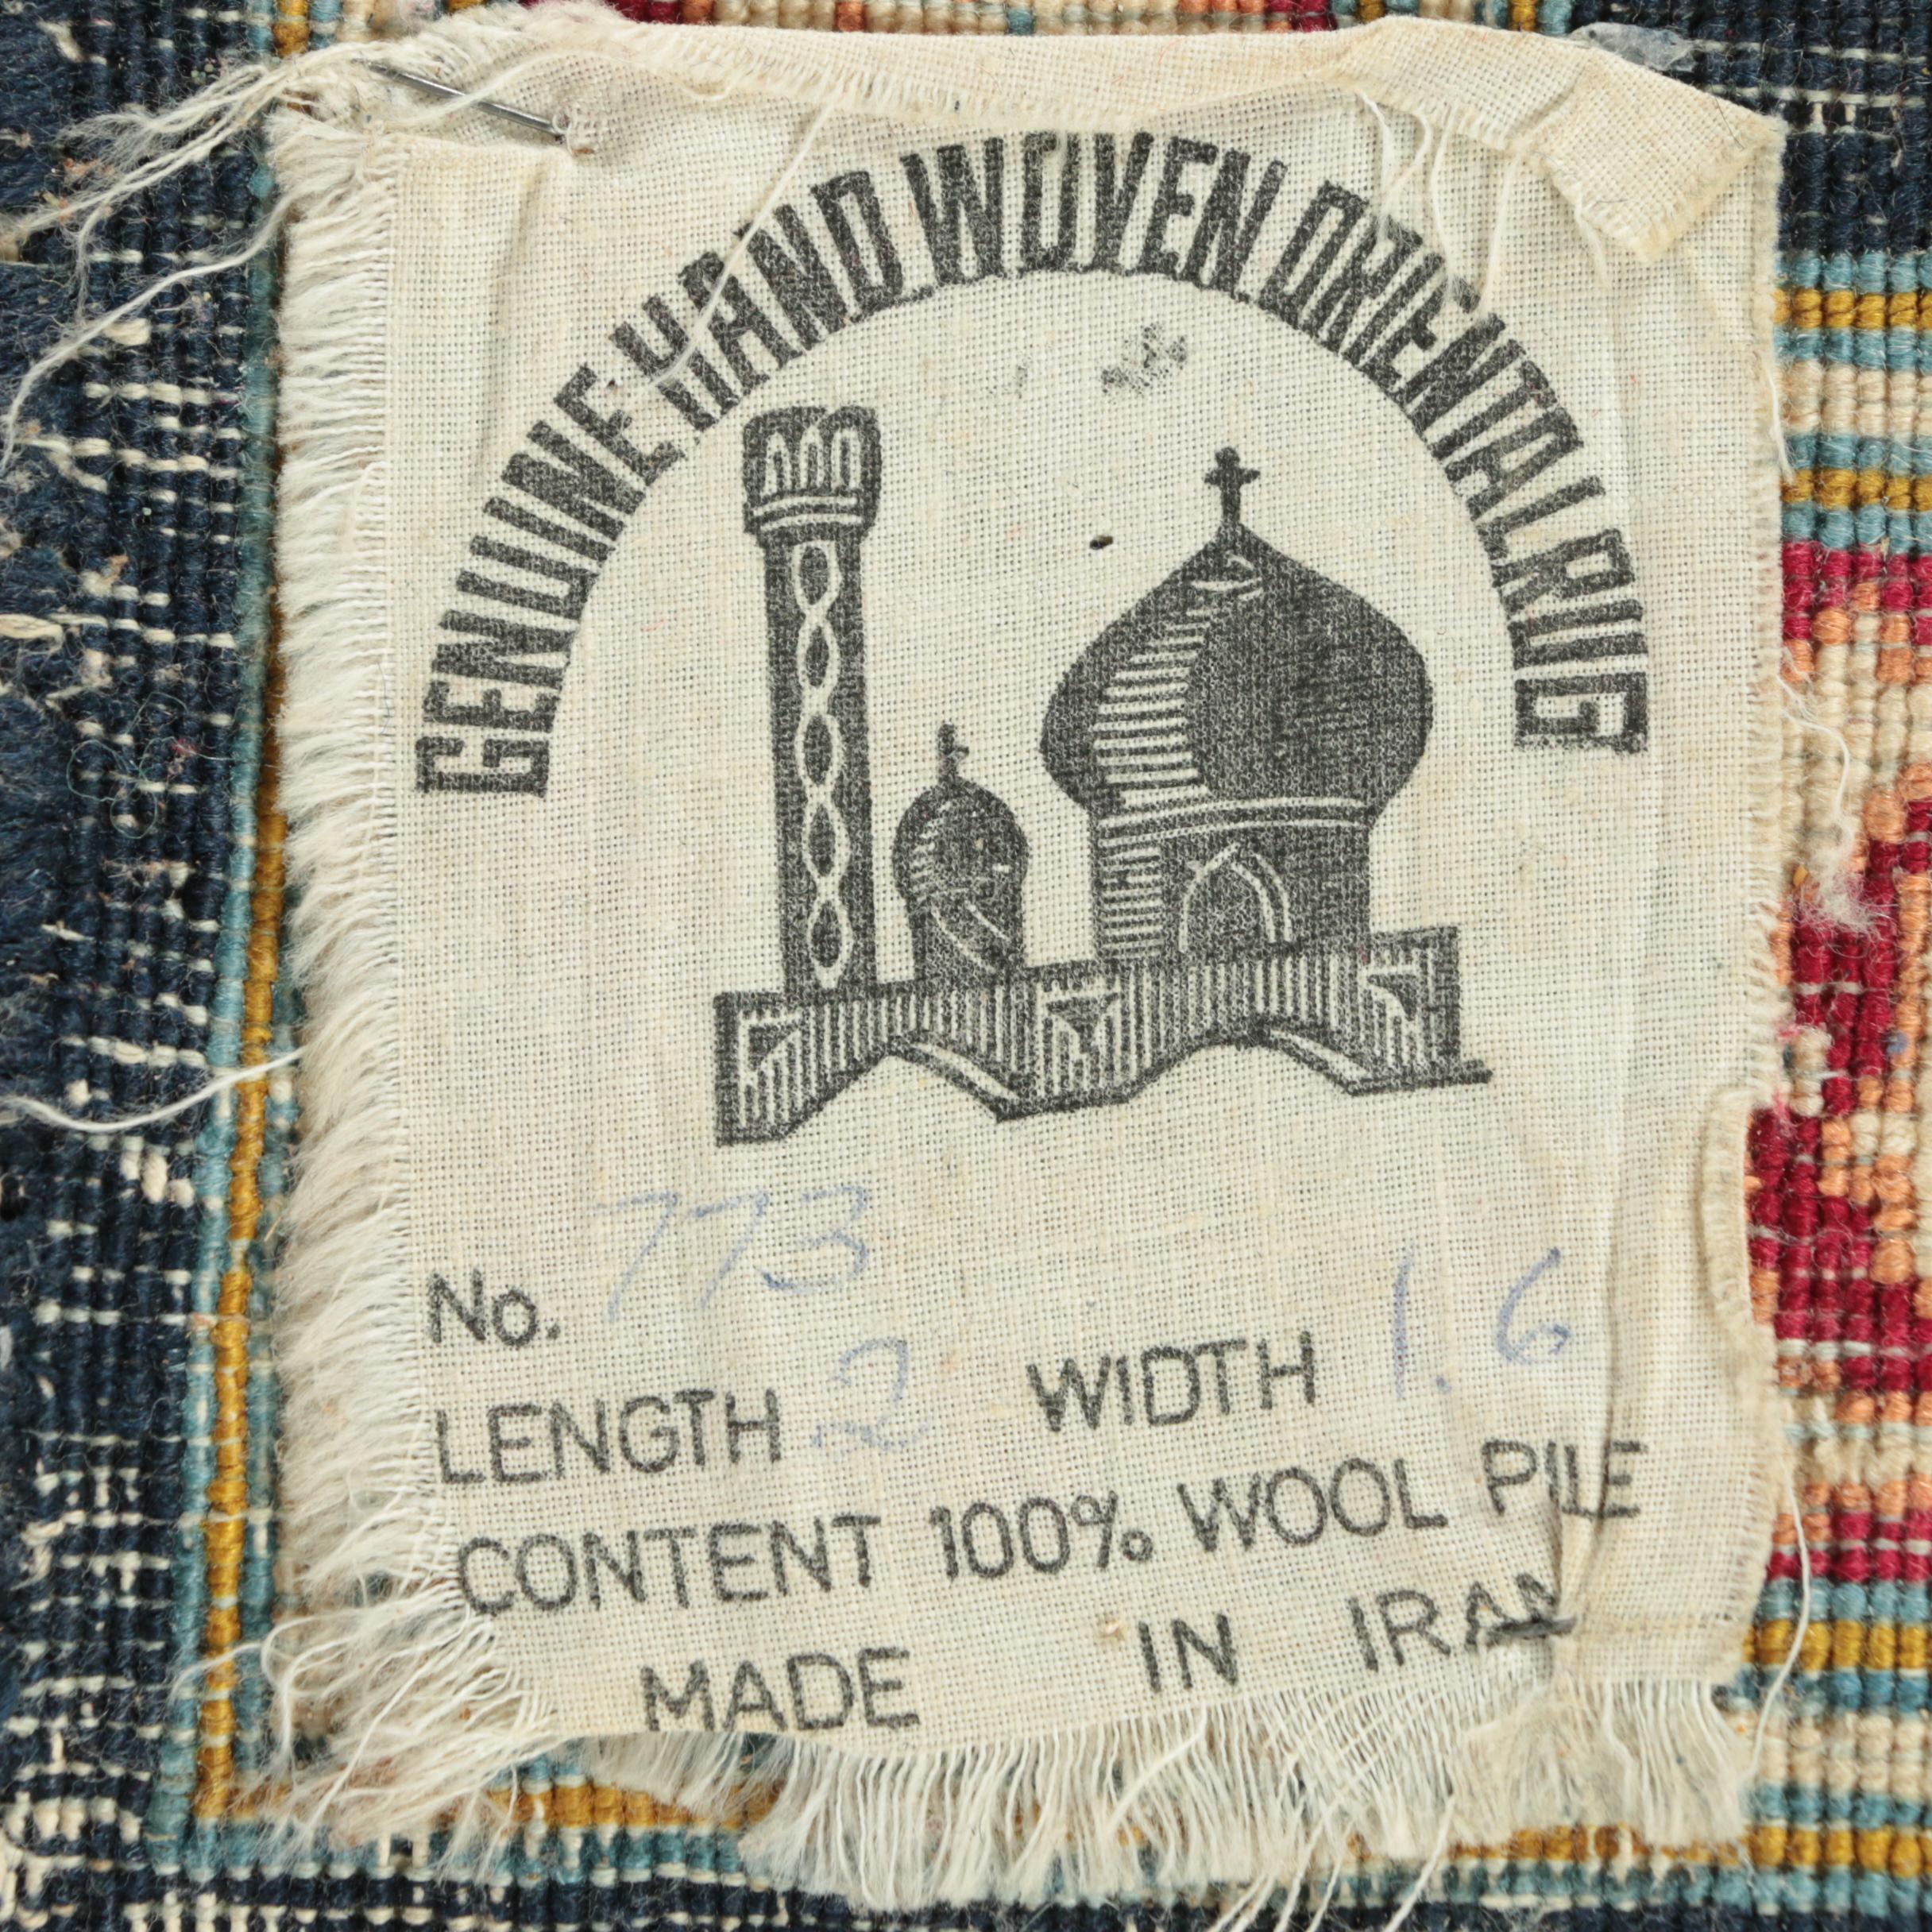 GENUINE HAND WOVEN ORIENTAL RUG
No. 773
LENGTH 2 WIDTH 1.6
CONTENT 100% WOOL PILE
MADE IN IRAN